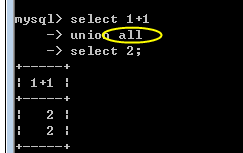 mysql> select 1+1
    -> union all
    -> select 2;
+-----+
| 1+1 |
+-----+
|   2 |
|   2 |
+-----+